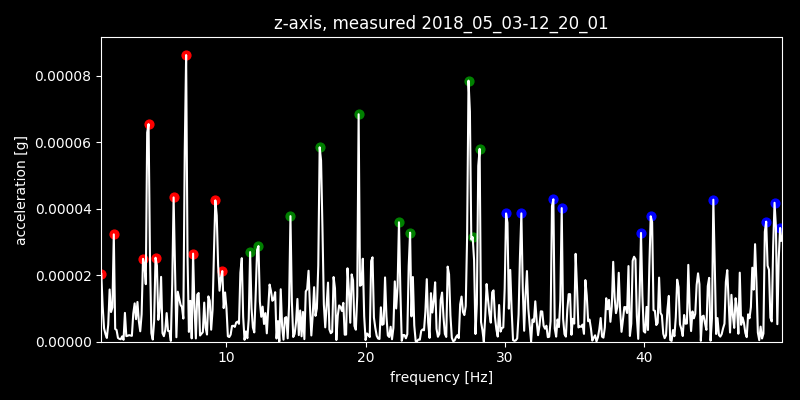 z-axis, measured 2018_05_03-12_20_01
0.00008
0.00006
0.00004
0.00002
0.00000
acceleration [g]
10 20 30 40
frequency [Hz]